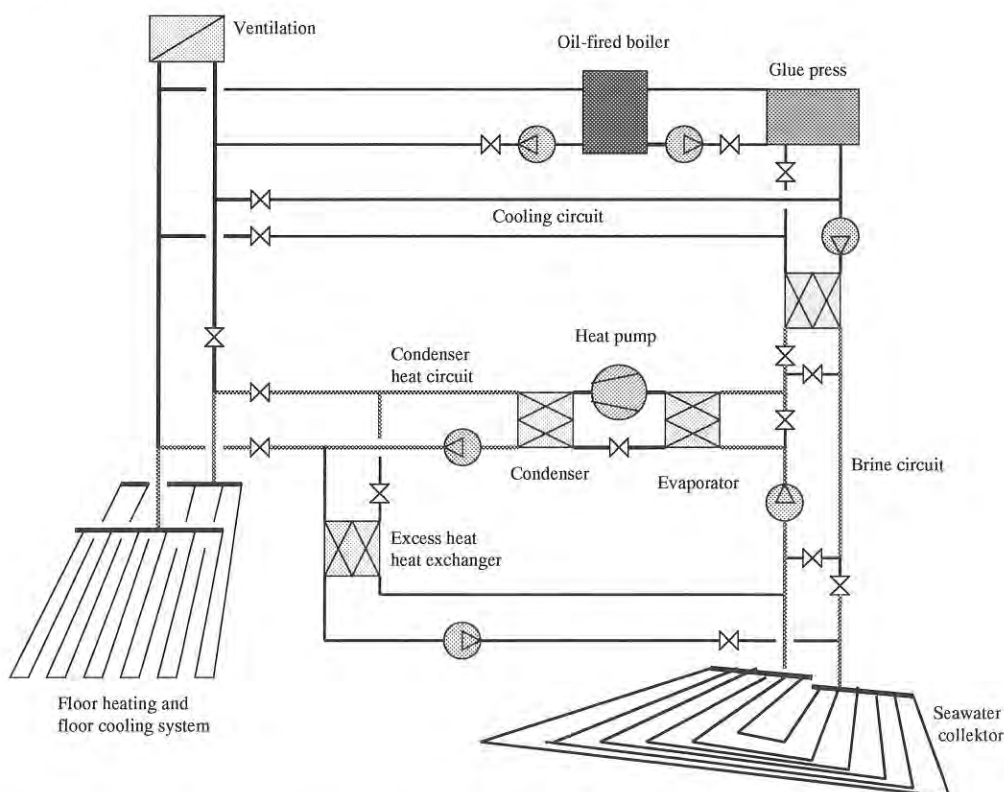 Ventilation
Oil-fired boiler
Glue press
Cooling circuit
Heat pump
Condenser
heat circuit
Condenser
Evaporator
Brine circuit
Excess heat
heat exchanger
Floor heating and
floor cooling system
Seawater
collektor